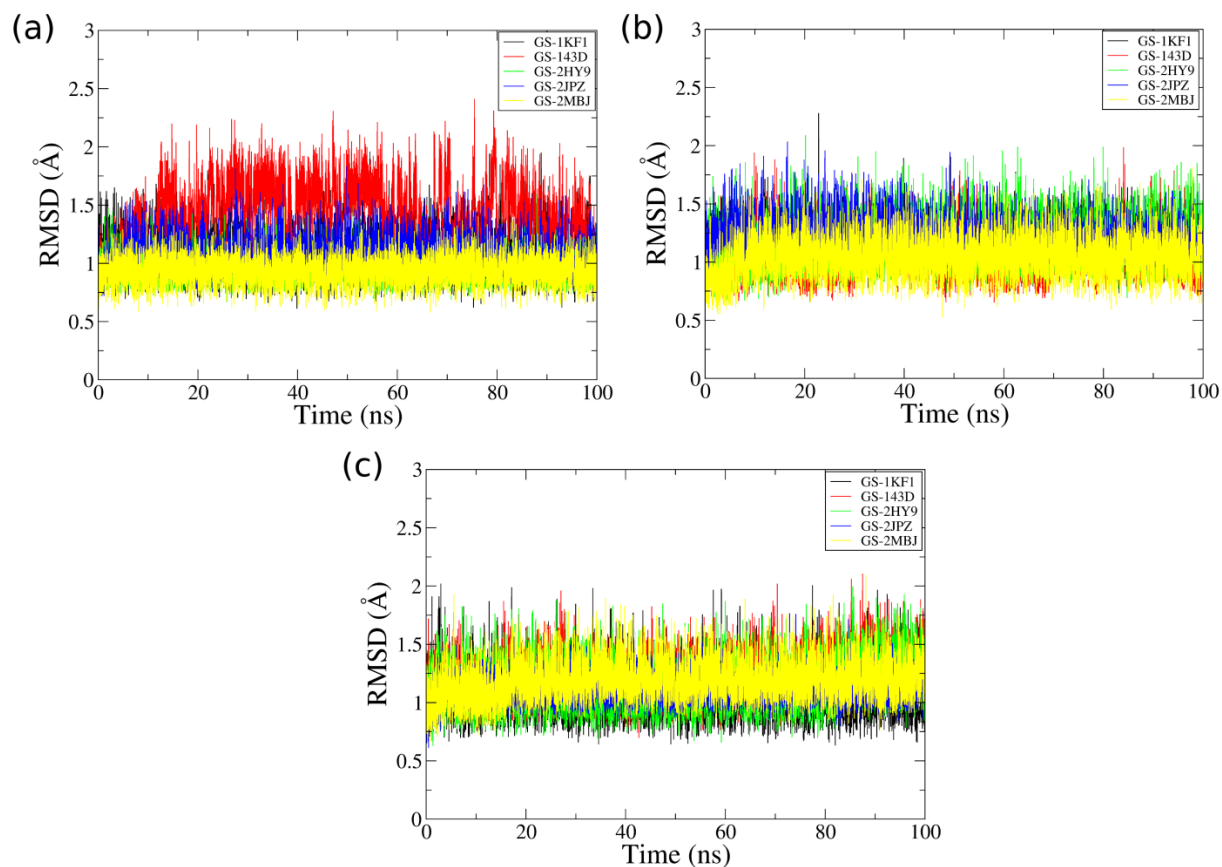 (a)
3
2.5
2
1.5
1
0.5
0
RMSD (Å)
GS-1KF1
GS-143D
GS-2HY9
GS-2JPZ
GS-2MBJ
0 20 40 60 80 100
Time (ns)
(b)
3
2.5
2
1.5
1
0.5
0
RMSD (Å)
GS-1KF1
GS-143D
GS-2HY9
GS-2JPZ
GS-2MBJ
0 20 40 60 80 100
Time (ns)
(c)
3
2.5
2
1.5
1
0.5
0
RMSD (Å)
GS-1KF1
GS-143D
GS-2HY9
GS-2JPZ
GS-2MBJ
0 20 40 60 80 100
Time (ns)